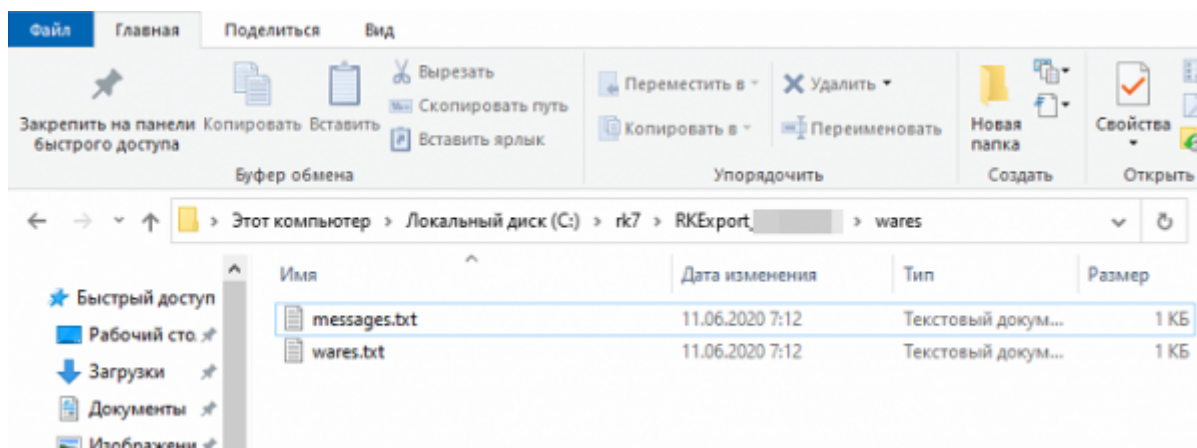 Файл Главная Поделиться Вид
Вырезать
Скопировать путь
Вставить ярлык
Закрепить на панели быстрого доступа
Копировать
Вставить
Буфер обмена
Переместить в
Копировать в
Удалить
Переименовать
Упорядочить
Новая папка
Создать
Свойства
Открыть
Этот компьютер > Локальный диск (C:) > rk7 > RKExport_ > wares
Имя Дата изменения Тип Размер
messages.txt 11.06.2020 7:12 Текстовый докум... 1 КБ
wares.txt 11.06.2020 7:12 Текстовый докум... 1 КБ
Быстрый доступ
Рабочий сто
Загрузки
Документы
Изображени